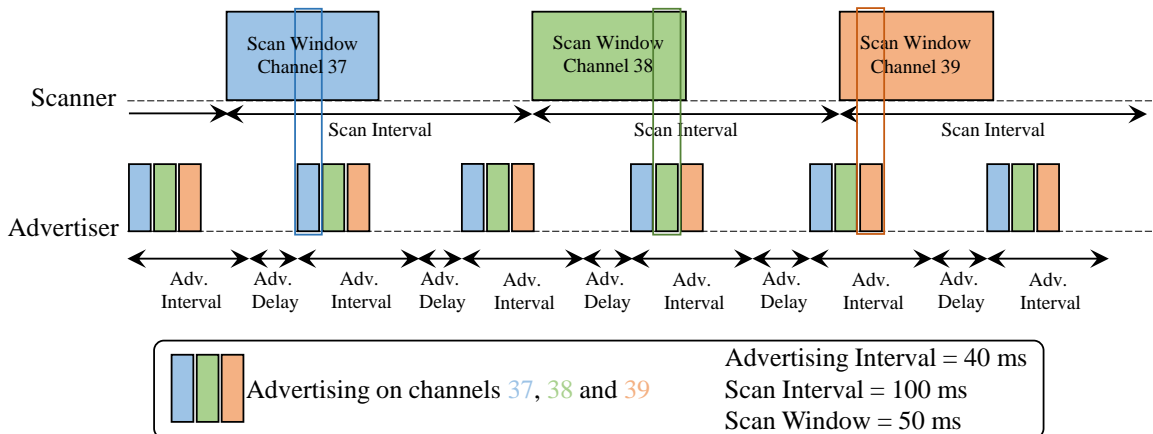 Scan Window
Channel 37
Scan Window
Channel 38
Scan Window
Channel 39
Scanner
Scan Interval
Scan Interval
Scan Interval
Advertiser
Adv.
Interval
Adv.
Delay
Adv.
Interval
Adv.
Delay
Adv.
Interval
Adv.
Delay
Adv.
Interval
Adv.
Delay
Adv.
Interval
Adv.
Delay
Adv.
Interval
Advertising on channels 37, 38 and 39
Advertising Interval = 40 ms
Scan Interval = 100 ms
Scan Window = 50 ms